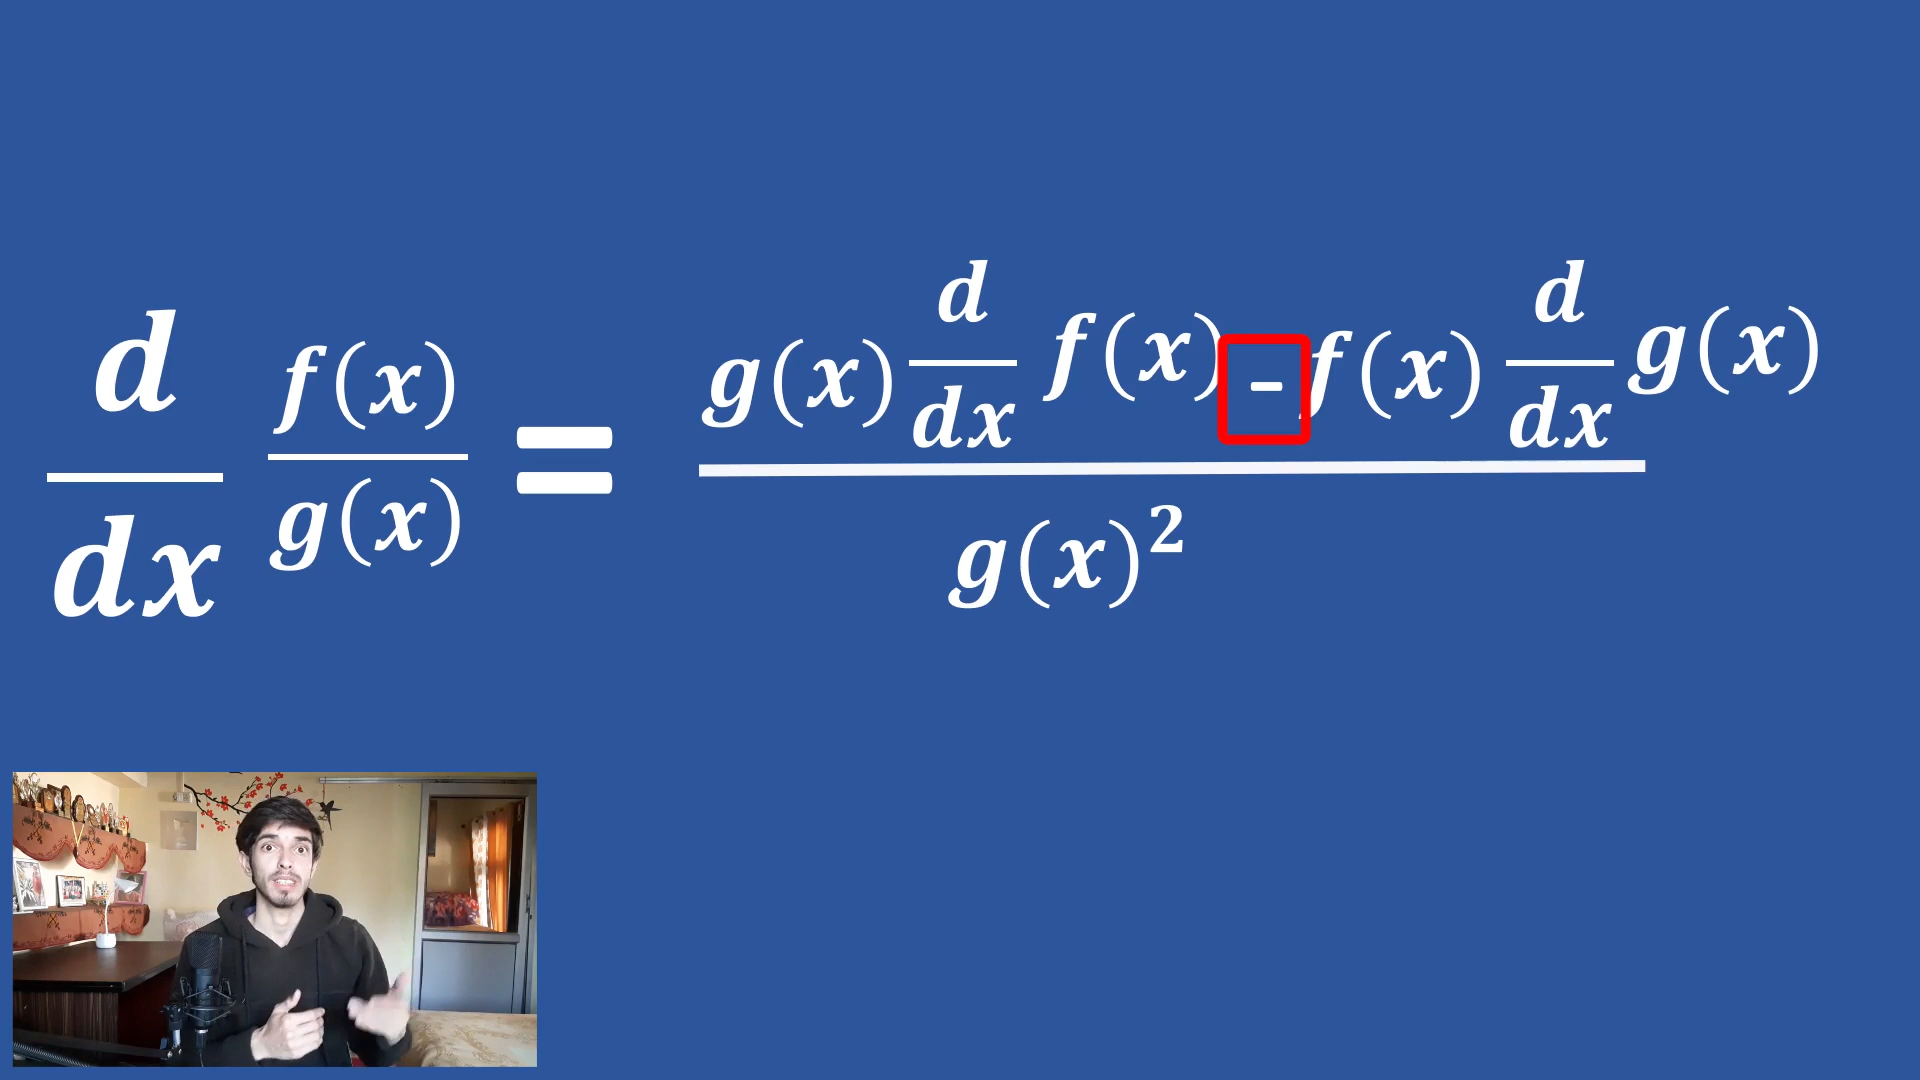 d/dx f(x)/g(x) = (g(x) d/dx f(x) - f(x) d/dx g(x))/g(x)²